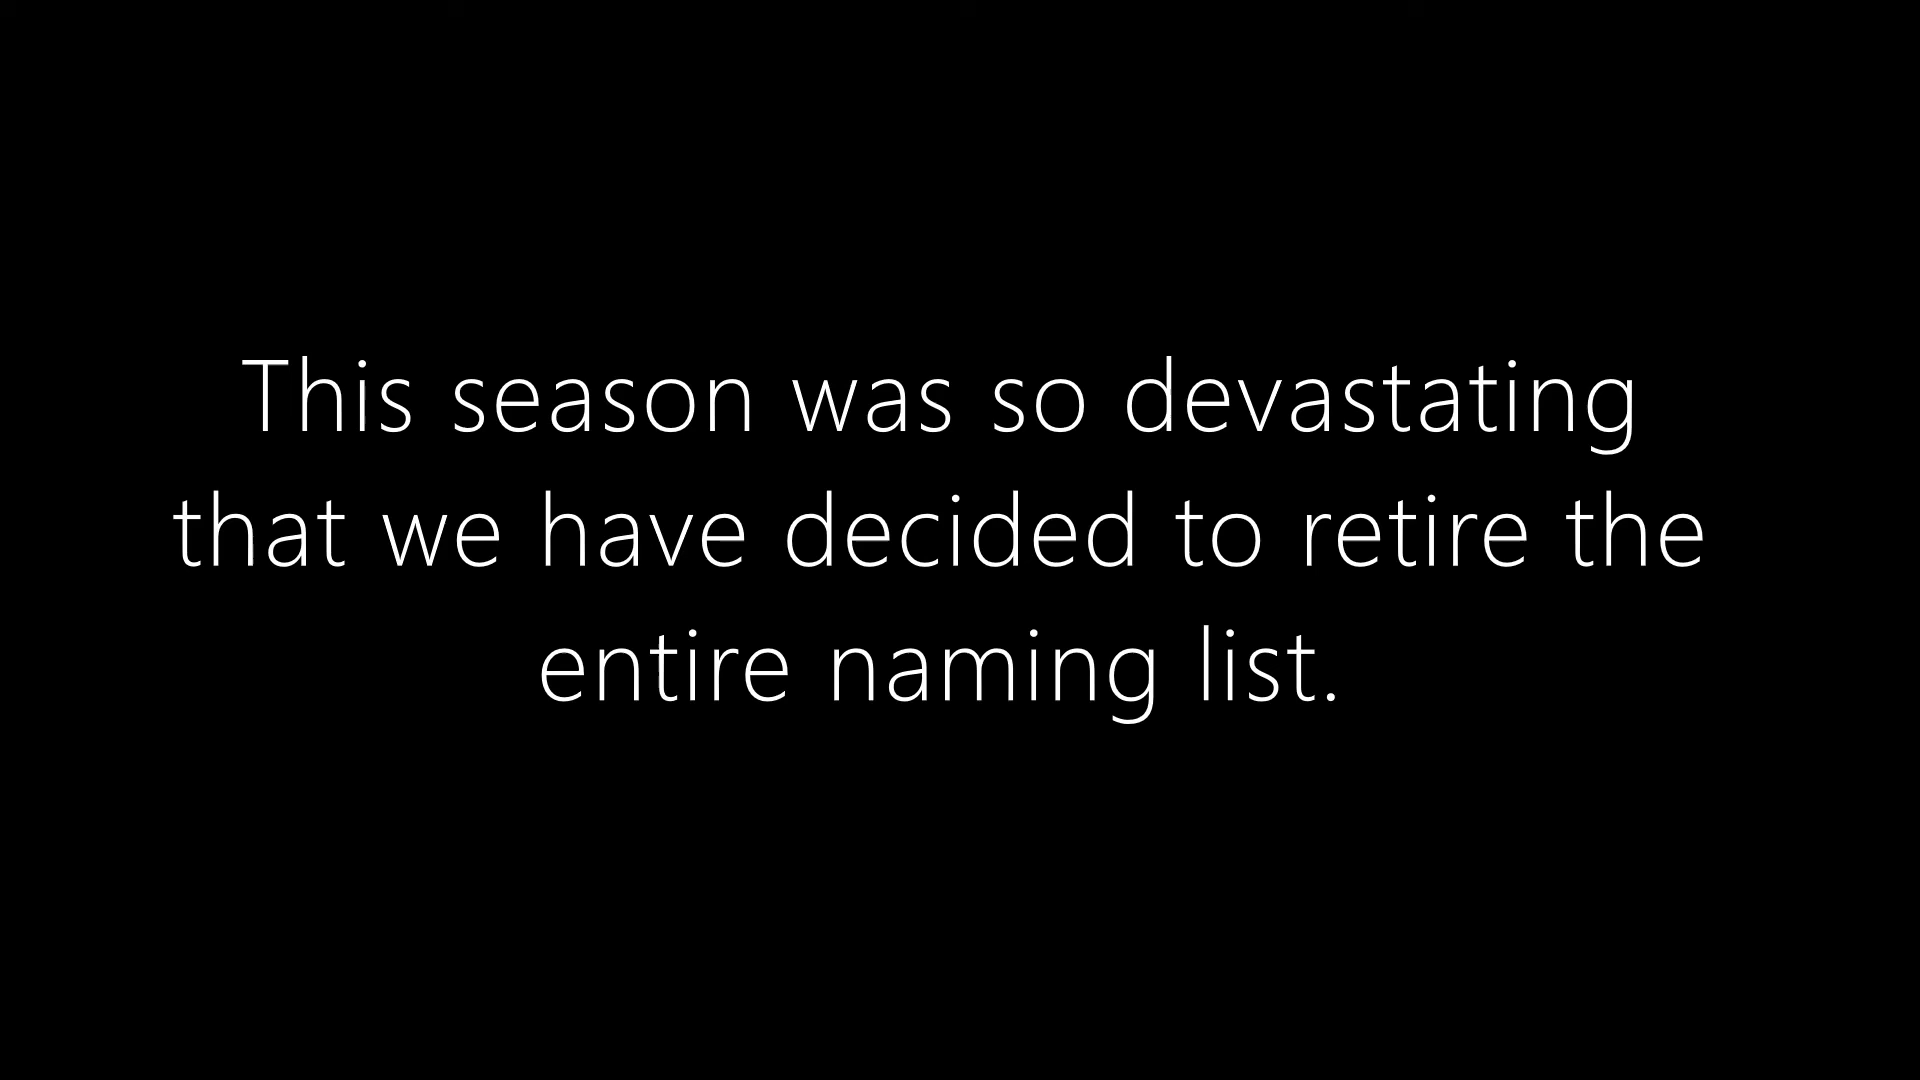 This season was so devastating
that we have decided to retire the
entire naming list.